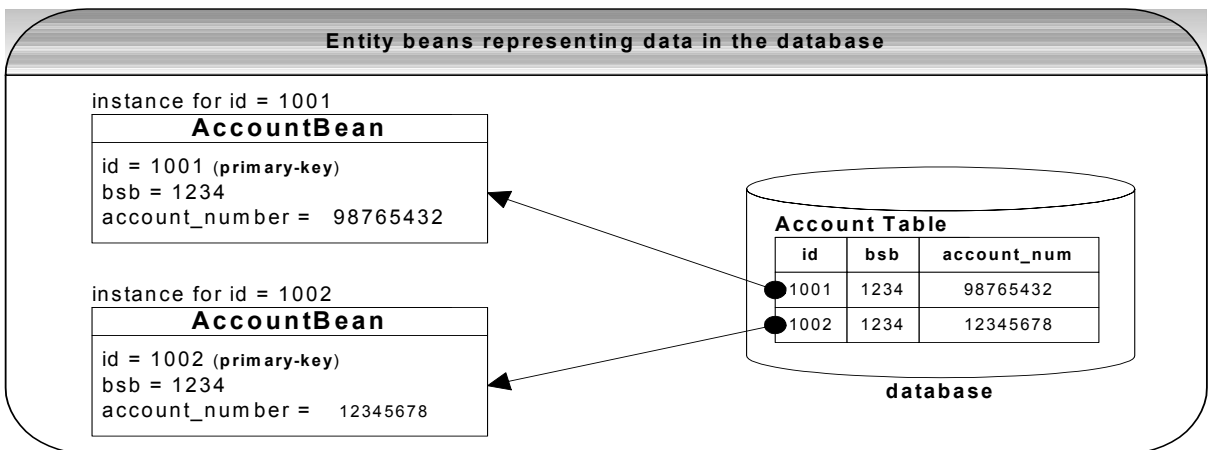 Entity beans representing data in the database
instance for id = 1001
AccountBean
id = 1001 (primary-key)
bsb = 1234
account_number = 98765432
instance for id = 1002
AccountBean
id = 1002 (primary-key)
bsb = 1234
account_number = 12345678
Account Table
id bsb account_num
1001 1234 98765432
1002 1234 12345678
database